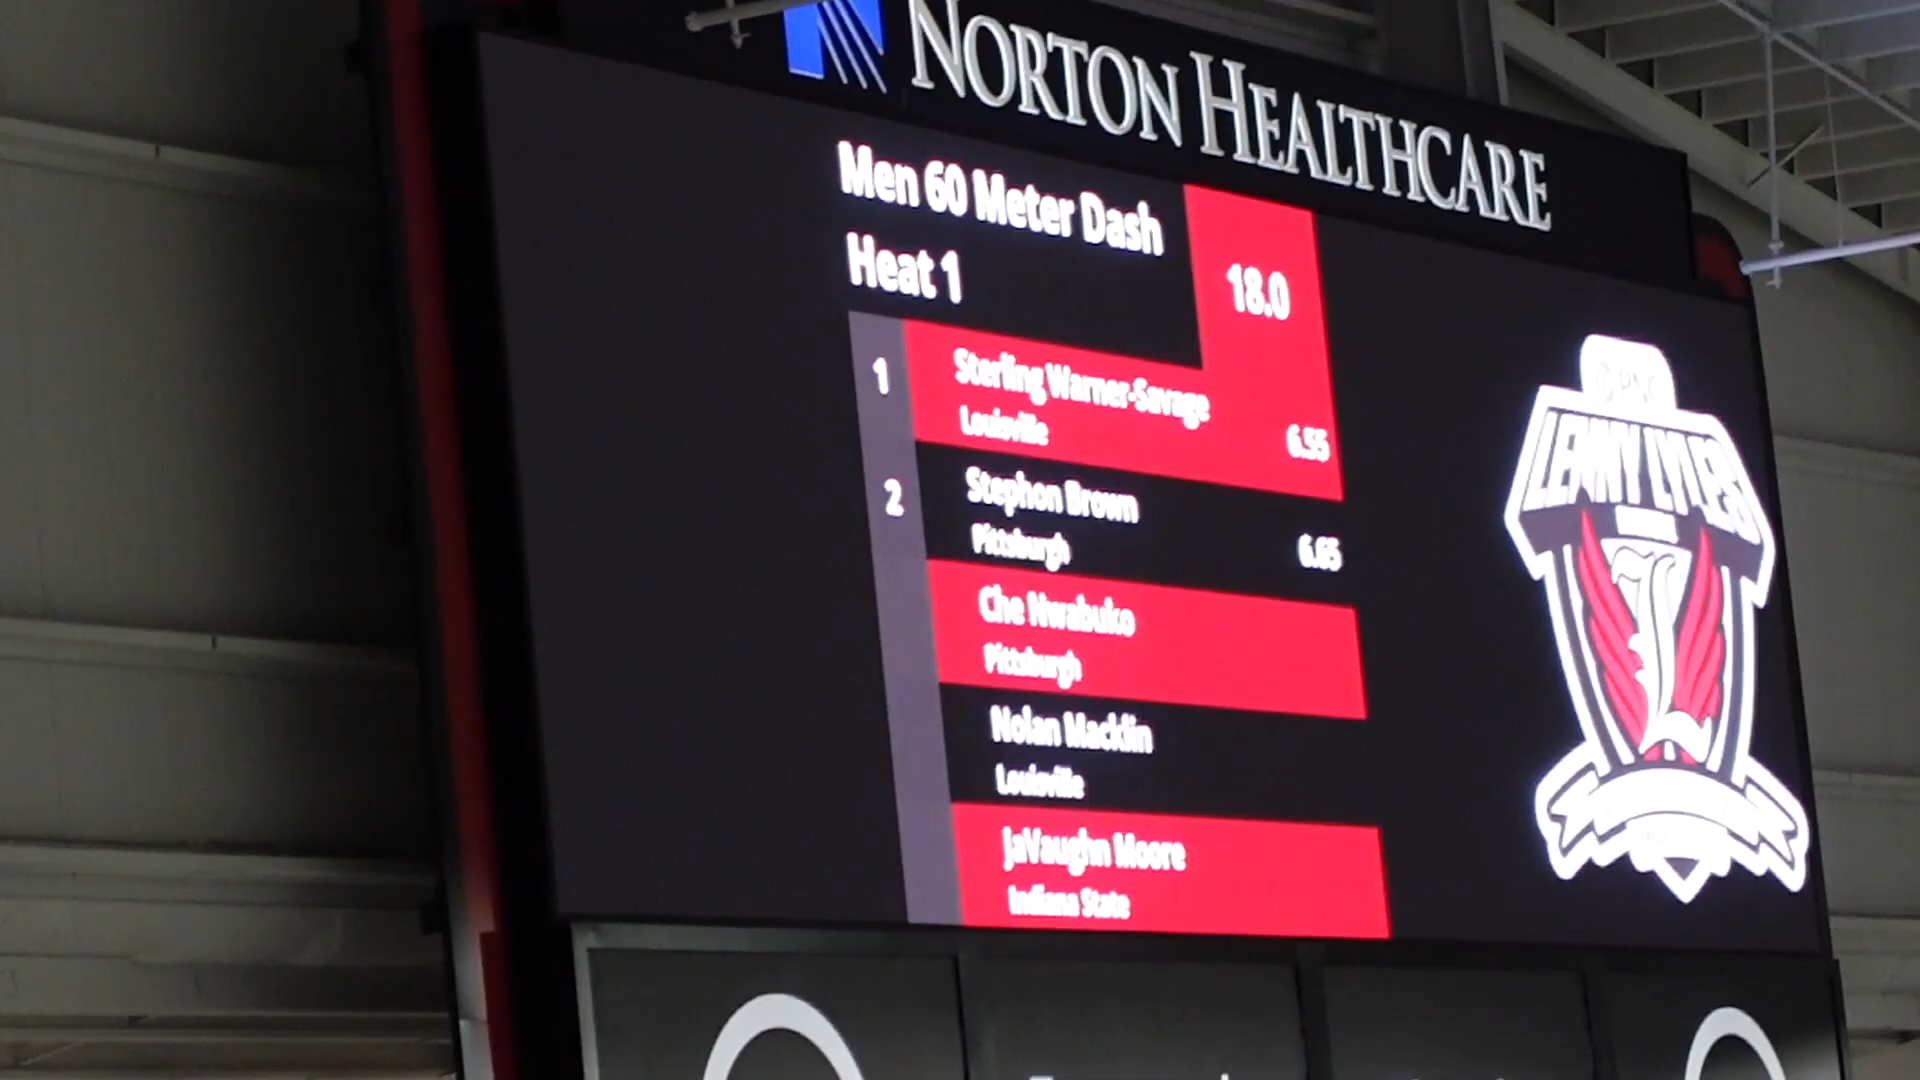 NORTON HEALTHCARE
Men 60 Meter Dash
Heat 1
18.0
1
Sterling Warner-Savage
Louisville
6.55
2
Stephon Brown
Pittsburgh
6.65
Che Nwabuko
Pittsburgh
Nolan Macklin
Louisville
JaVaughn Moore
Indiana State
LENNY LYLES
L